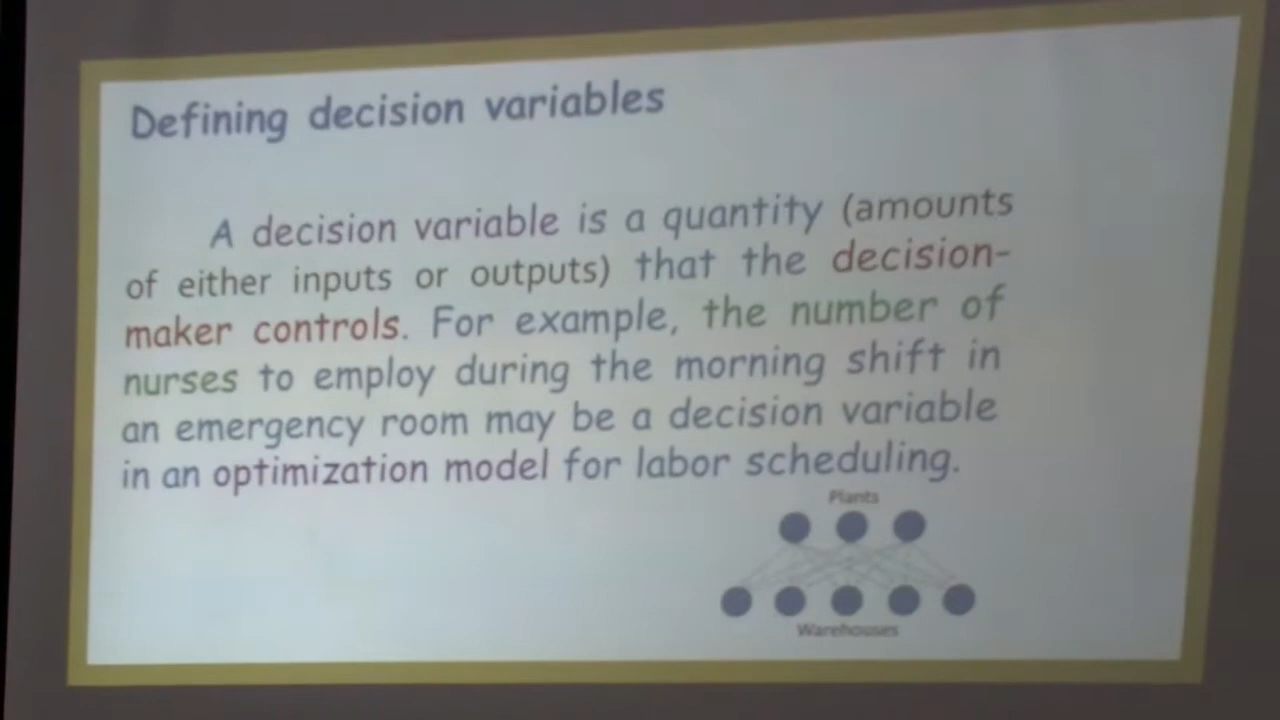 Defining decision variables
A decision variable is a quantity (amounts
of either inputs or outputs) that the decision-
maker controls. For example, the number of
nurses to employ during the morning shift in
an emergency room may be a decision variable
in an optimization model for labor scheduling.
Plants
Warehouses